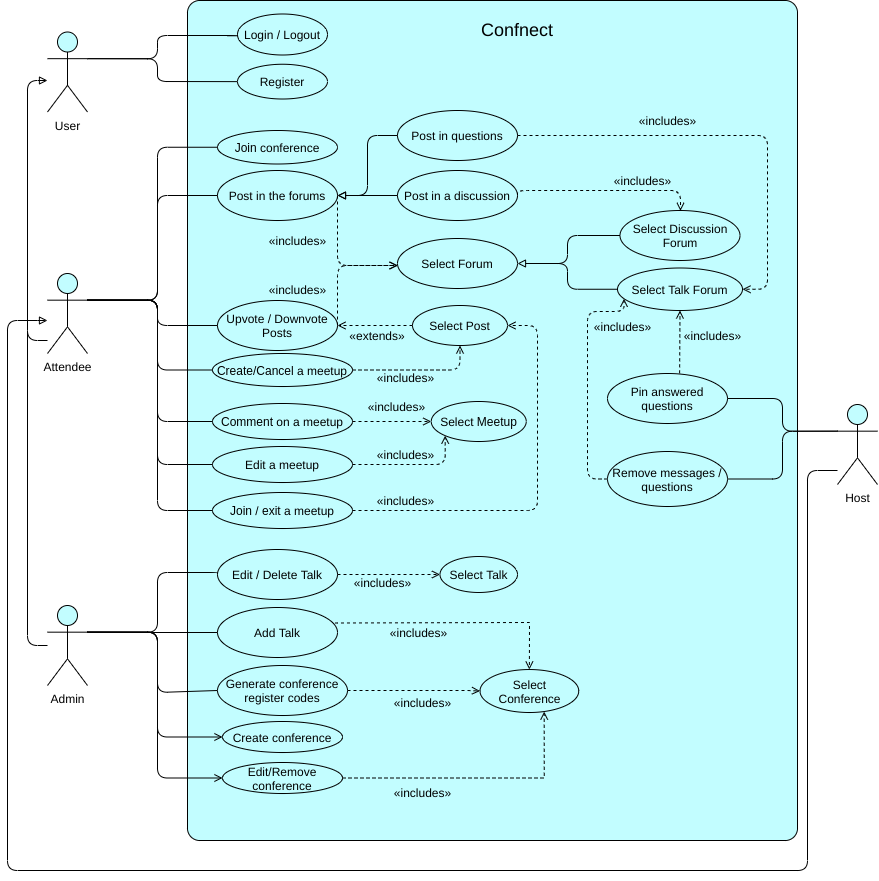 Confnect
Login / Logout
Register
User
«includes»
Post in questions
Join conference
«includes»
Post in the forums
Post in a discussion
Select Discussion
Forum
«includes»
Select Forum
«includes»
Select Talk Forum
Upvote / Downvote
Posts
Select Post
«includes»
«extends»
«includes»
Attendee
Create/Cancel a meetup
«includes»
Pin answered
questions
«includes»
Comment on a meetup
Select Meetup
«includes»
Edit a meetup
Remove messages /
questions
Host
«includes»
Join / exit a meetup
Edit / Delete Talk
Select Talk
«includes»
Add Talk
«includes»
Admin
Generate conference
register codes
Select
Conference
«includes»
Create conference
Edit/Remove
conference
«includes»